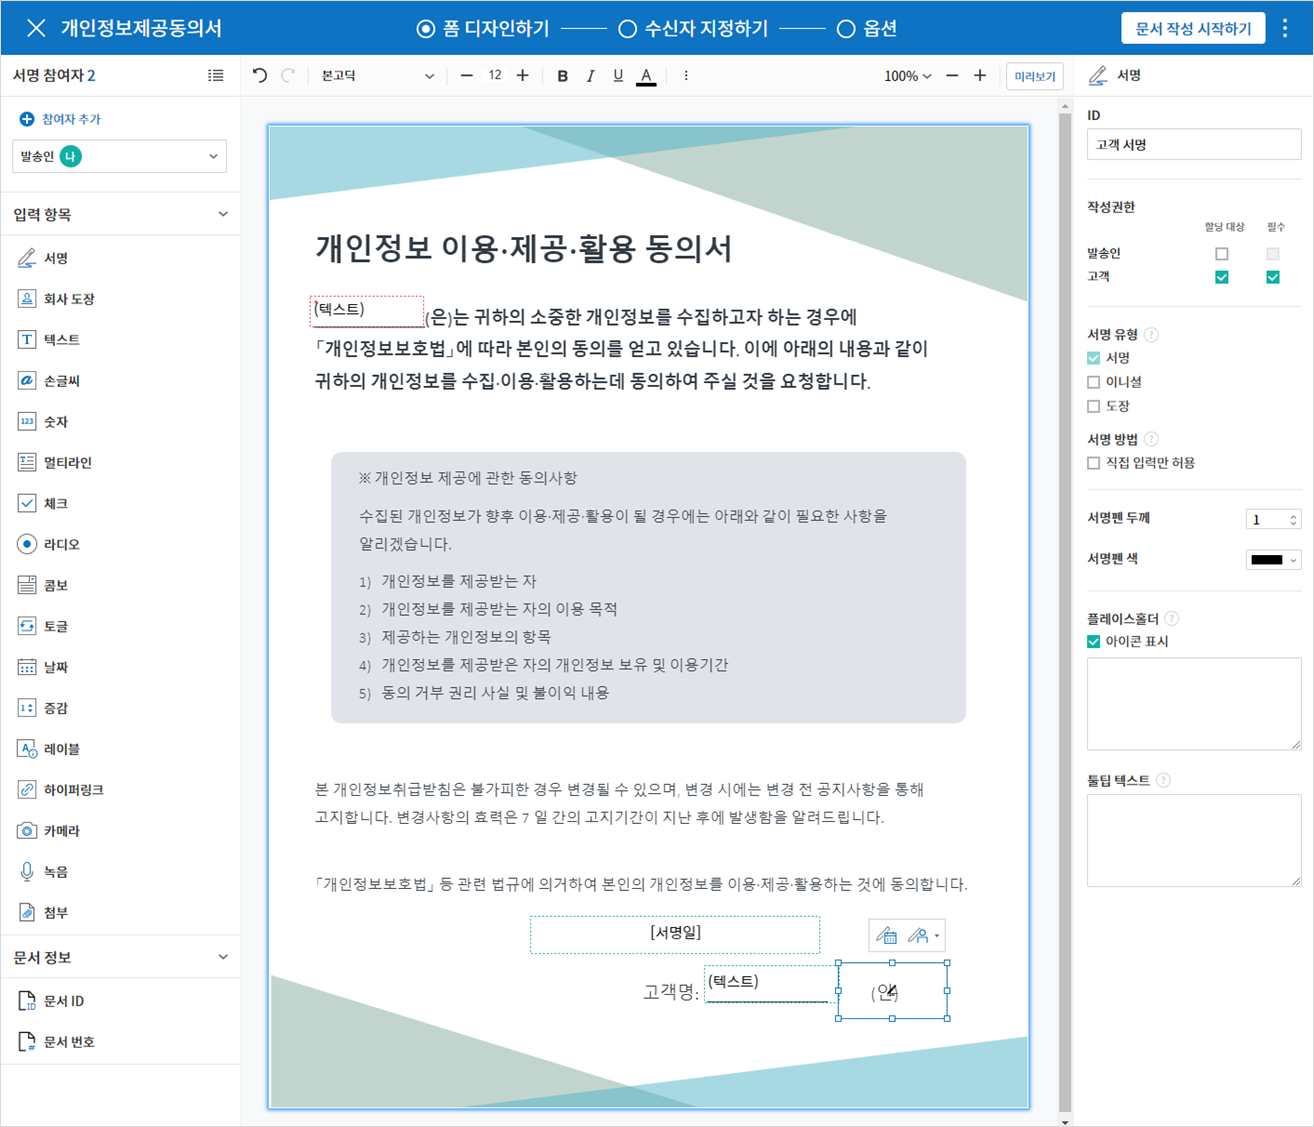 개인정보제공동의서
폼 디자인하기
수신자 지정하기
옵션
문서 작성 시작하기
서명 참여자 2
참여자 추가
발송인 나
입력 항목
서명
회사 도장
텍스트
손글씨
숫자
멀티라인
체크
라디오
콤보
토글
날짜
증감
레이블
하이퍼링크
카메라
녹음
첨부
문서 정보
문서 ID
문서 번호
본고딕
12
B I U A
100%
미리보기
개인정보 이용·제공·활용 동의서
(텍스트) (은)는 귀하의 소중한 개인정보를 수집하고자 하는 경우에
「개인정보보호법」에 따라 본인의 동의를 얻고 있습니다. 이에 아래의 내용과 같이
귀하의 개인정보를 수집·이용·활용하는데 동의하여 주실 것을 요청합니다.
※ 개인정보 제공에 관한 동의사항
수집된 개인정보가 향후 이용·제공·활용이 될 경우에는 아래와 같이 필요한 사항을
알리겠습니다.
1) 개인정보를 제공받는 자
2) 개인정보를 제공받는 자의 이용 목적
3) 제공하는 개인정보의 항목
4) 개인정보를 제공받은 자의 개인정보 보유 및 이용기간
5) 동의 거부 권리 사실 및 불이익 내용
본 개인정보취급받침은 불가피한 경우 변경될 수 있으며, 변경 시에는 변경 전 공지사항을 통해
고지합니다. 변경사항의 효력은 7 일 간의 고지기간이 지난 후에 발생함을 알려드립니다.
「개인정보보호법」 등 관련 법규에 의거하여 본인의 개인정보를 이용·제공·활용하는 것에 동의합니다.
[서명일]
고객명: (텍스트)
서명
ID
고객 서명
작성권한
할당 대상 필수
발송인
고객
서명 유형 ?
서명
이니셜
도장
서명 방법 ?
직접 입력만 허용
서명펜 두께 1
서명펜 색
플레이스홀더 ?
아이콘 표시
툴팁 텍스트 ?